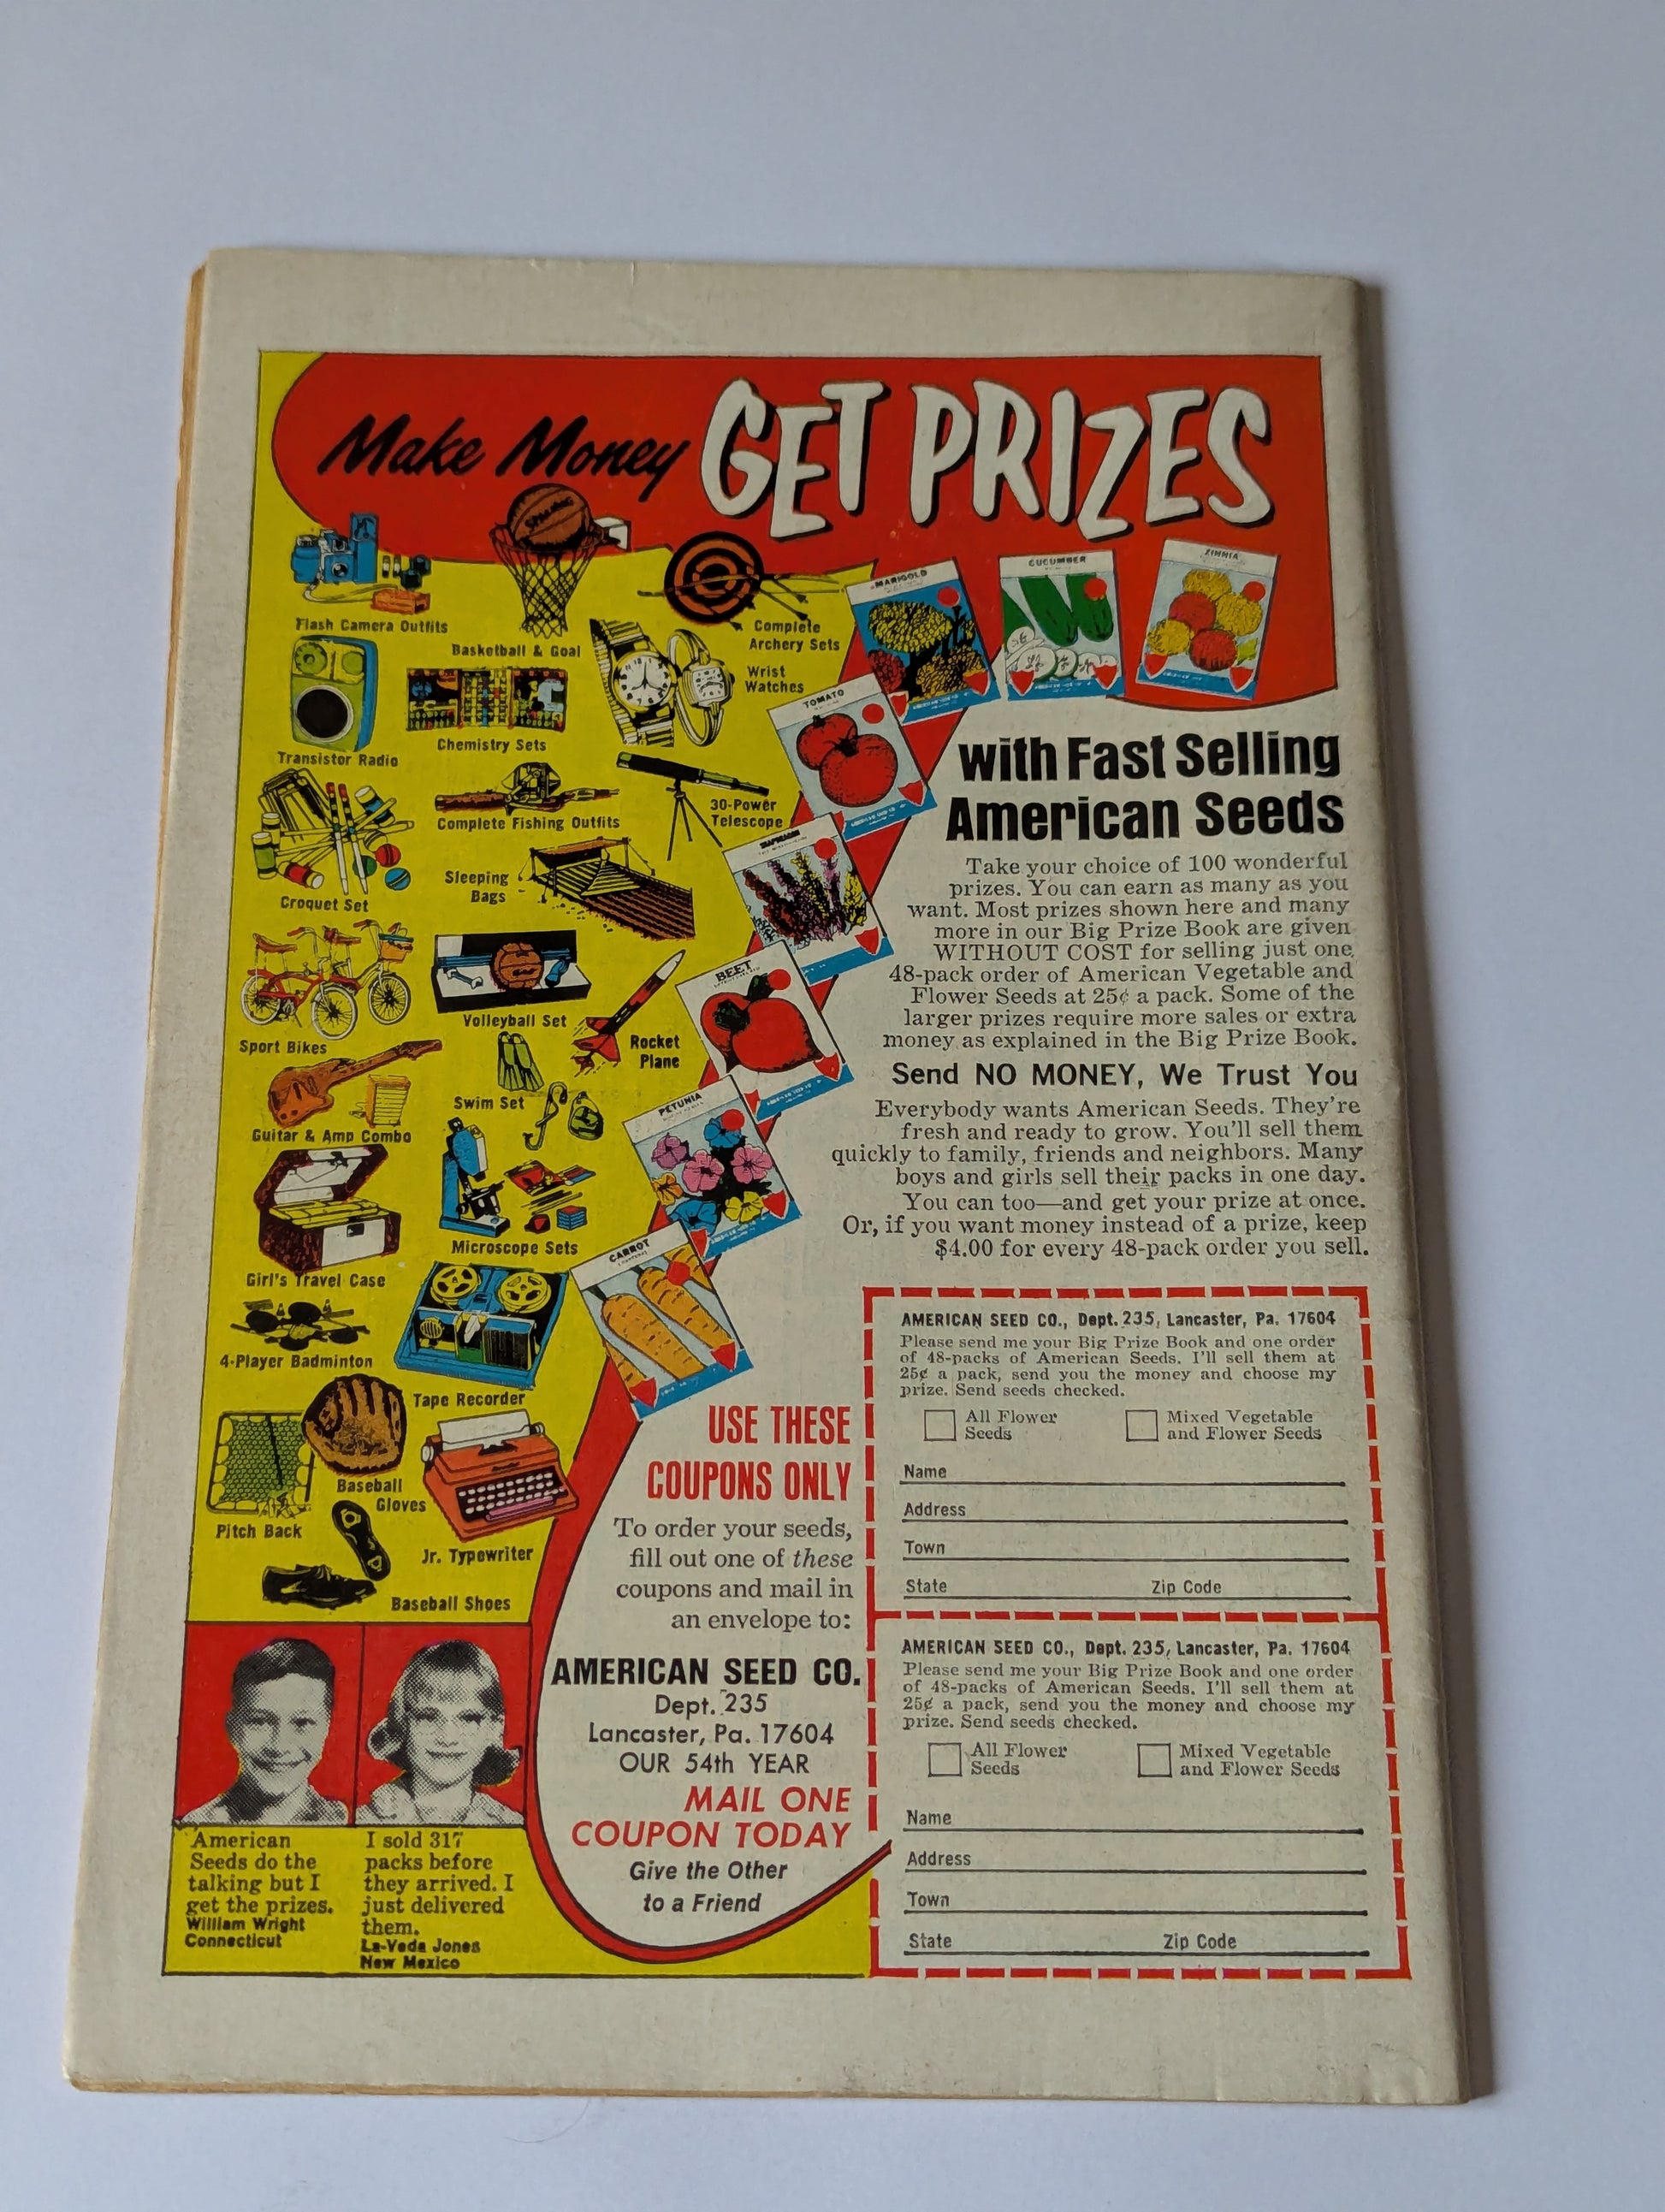 Make Money GET PRIZES
SPALDING
Flash Camera Outfits
Basketball & Goal
Complete
Archery Sets
Transistor Radio
Chemistry Sets
Wrist
Watches
Croquet Set
Complete Fishing Outfits
30-Power
Telescope
Sleeping
Bags
Sport Bikes
Volleyball Set
Rocket
Plane
Guitar & Amp Combo
Swim Set
Girl's Travel Case
Microscope Sets
4-Player Badminton
Tape Recorder
Baseball
Gloves
Pitch Back
Jr. Typewriter
Baseball Shoes
MARIGOLD
CUCUMBER
ZINNIA
TOMATO
SNAPDRAGON
BEET
PETUNIA
CARROT
with Fast Selling
American Seeds
Take your choice of 100 wonderful
prizes. You can earn as many as you
want. Most prizes shown here and many
more in our Big Prize Book are given
WITHOUT COST for selling just one
48-pack order of American Vegetable and
Flower Seeds at 25¢ a pack. Some of the
larger prizes require more sales or extra
money as explained in the Big Prize Book.
Send NO MONEY, We Trust You
Everybody wants American Seeds. They're
fresh and ready to grow. You'll sell them
quickly to family, friends and neighbors. Many
boys and girls sell their packs in one day.
You can too—and get your prize at once.
Or, if you want money instead of a prize, keep
$4.00 for every 48-pack order you sell.
USE THESE
COUPONS ONLY
To order your seeds,
fill out one of these
coupons and mail in
an envelope to:
AMERICAN SEED CO.
Dept. 235
Lancaster, Pa. 17604
OUR 54th YEAR
MAIL ONE
COUPON TODAY
Give the Other
to a Friend
AMERICAN SEED CO., Dept. 235, Lancaster, Pa. 17604
Please send me your Big Prize Book and one order
of 48-packs of American Seeds. I'll sell them at
25¢ a pack, send you the money and choose my
prize. Send seeds checked.
All Flower
Seeds
Mixed Vegetable
and Flower Seeds
Name
Address
Town
State Zip Code
AMERICAN SEED CO., Dept. 235, Lancaster, Pa. 17604
Please send me your Big Prize Book and one order
of 48-packs of American Seeds. I'll sell them at
25¢ a pack, send you the money and choose my
prize. Send seeds checked.
All Flower
Seeds
Mixed Vegetable
and Flower Seeds
Name
Address
Town
State Zip Code
American
Seeds do the
talking but I
get the prizes.
William Wright
Connecticut
I sold 317
packs before
they arrived. I
just delivered
them.
La-Veda Jones
New Mexico